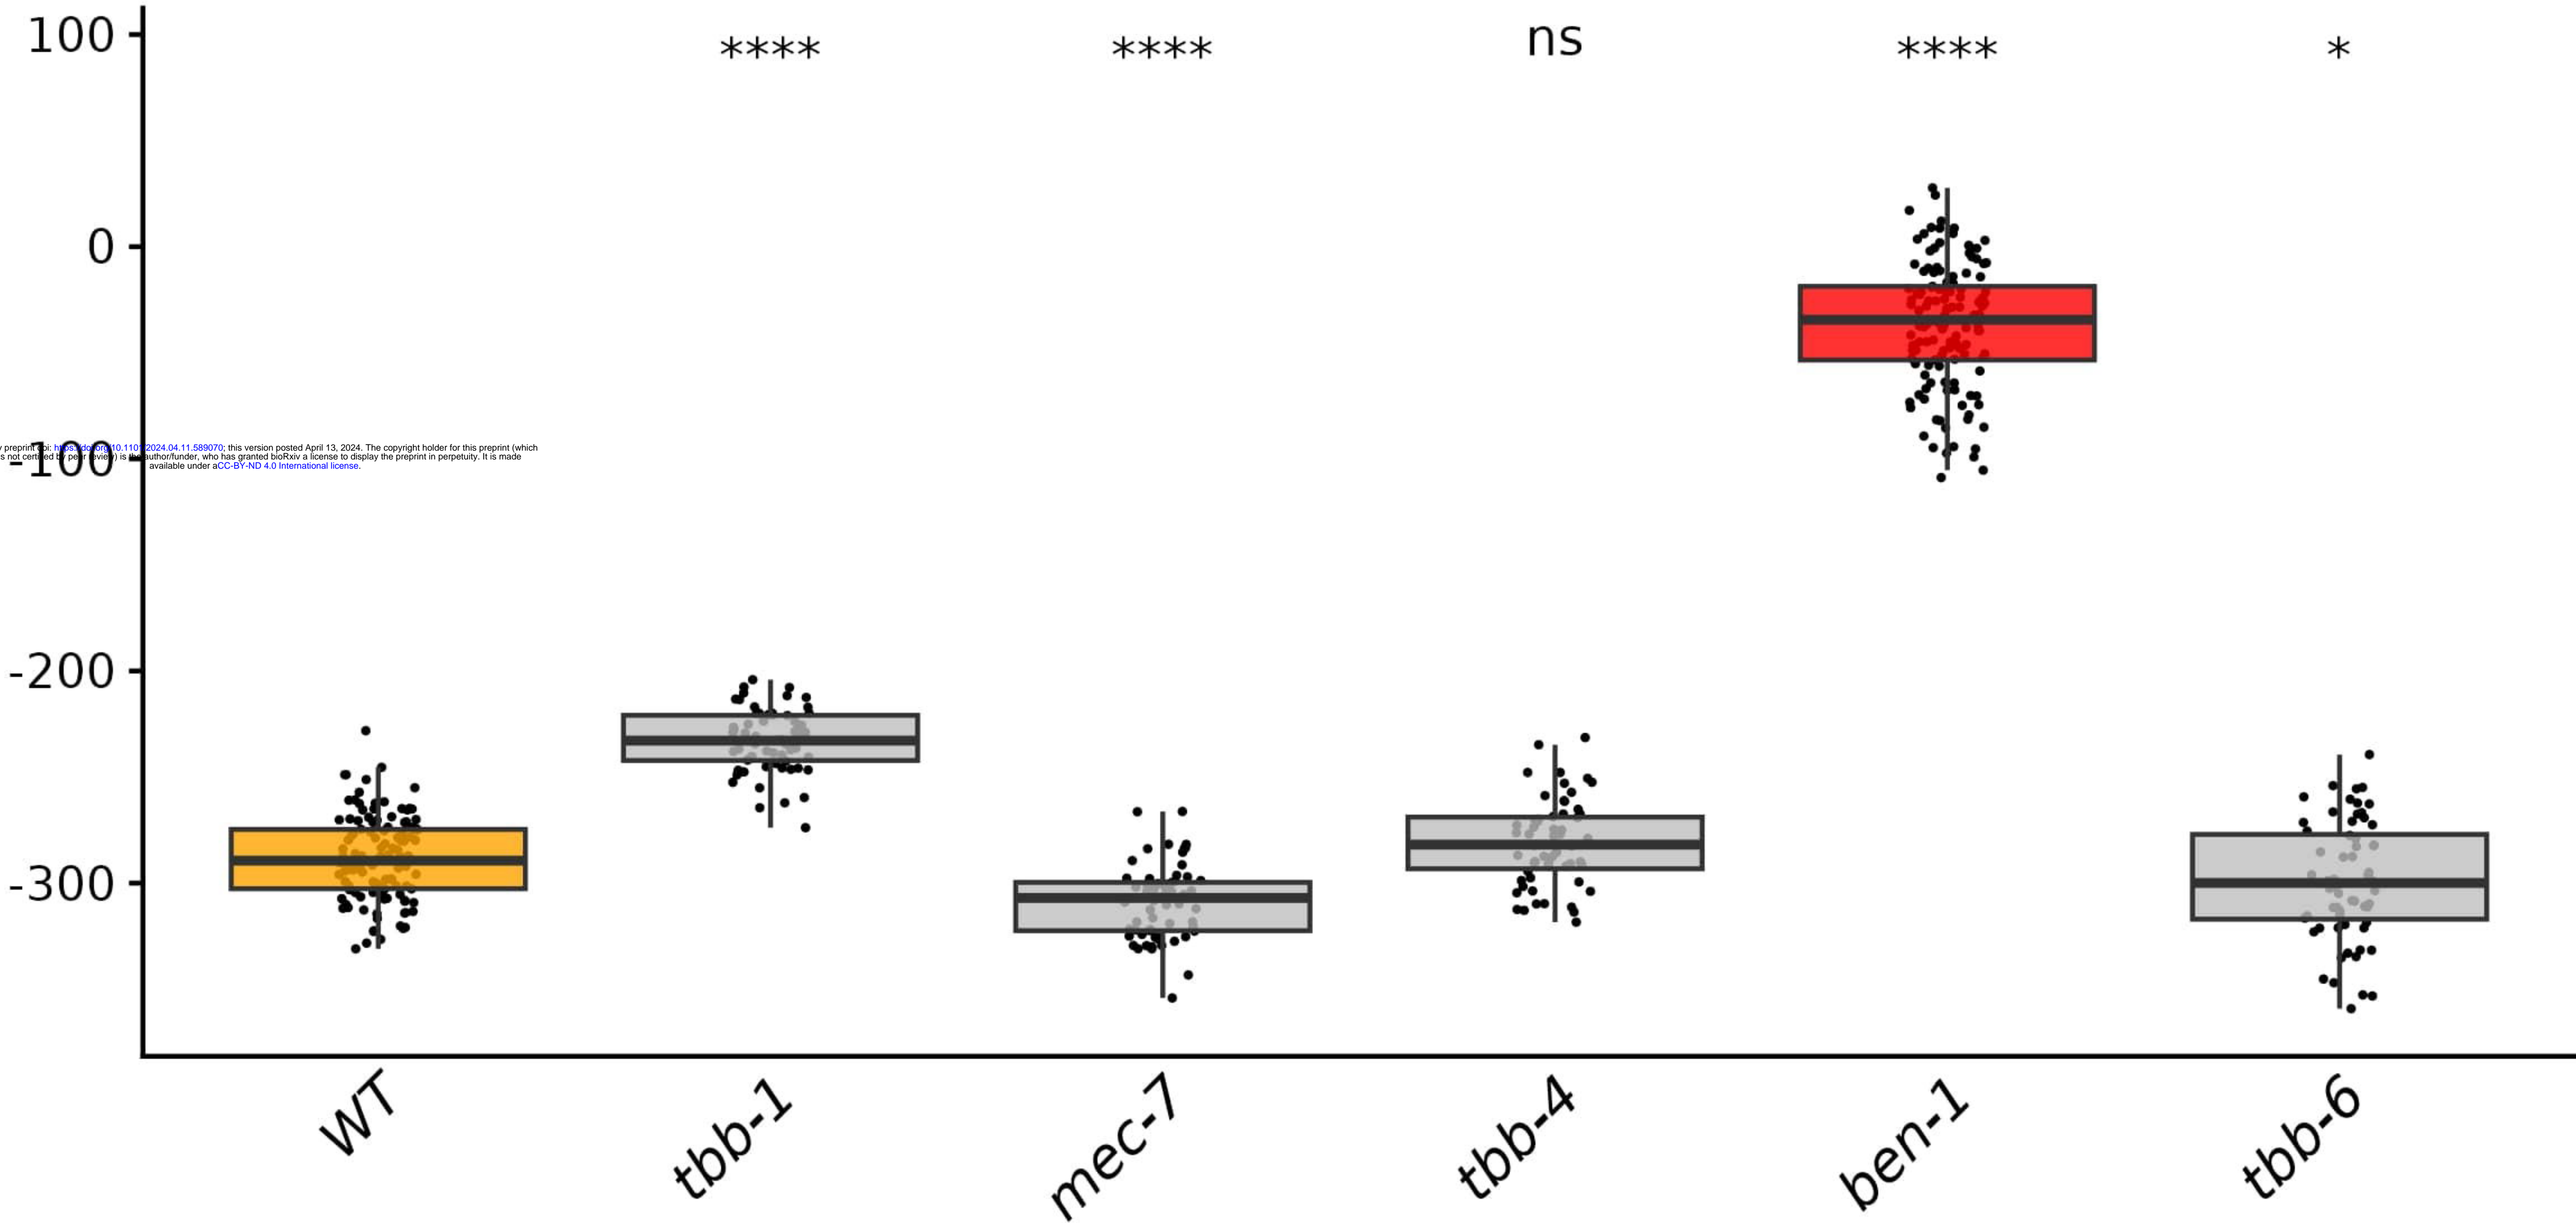 100
**** **** ns **** *
0
preprint doi: https://doi.org/10.1101/2024.04.11.589070; this version posted April 13, 2024. The copyright holder for this preprint (which
s not certified by peer review) is the author/funder, who has granted bioRxiv a license to display the preprint in perpetuity. It is made
-100
available under aCC-BY-ND 4.0 International license.
-200
-300
WT tbb-1 mec-7 tbb-4 ben-1 tbb-6